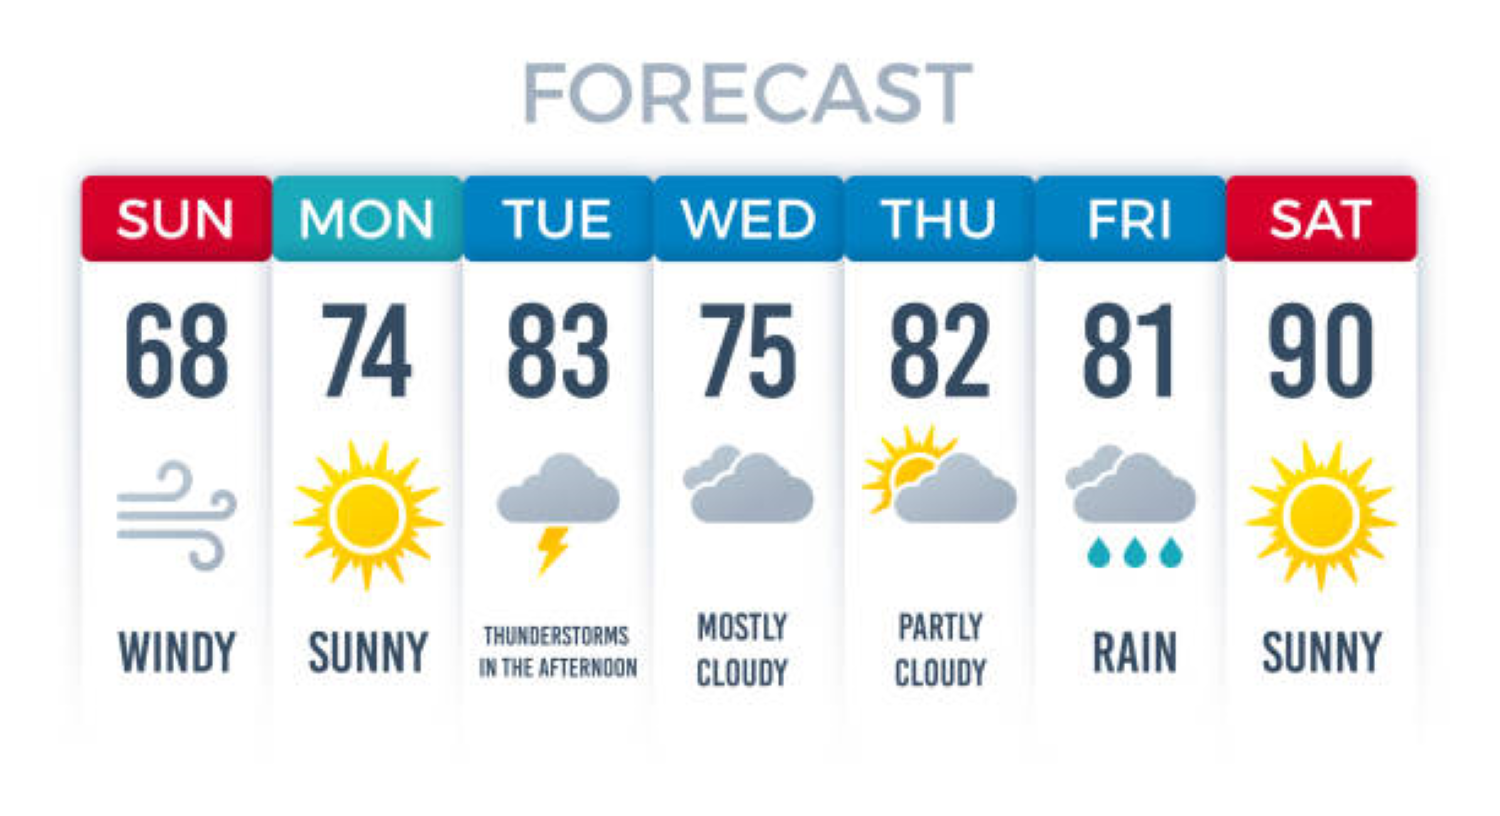 FORECAST
SUN MON TUE WED THU FRI SAT
68 74 83 75 82 81 90
WINDY
SUNNY
THUNDERSTORMS
IN THE AFTERNOON
MOSTLY
CLOUDY
PARTLY
CLOUDY
RAIN
SUNNY